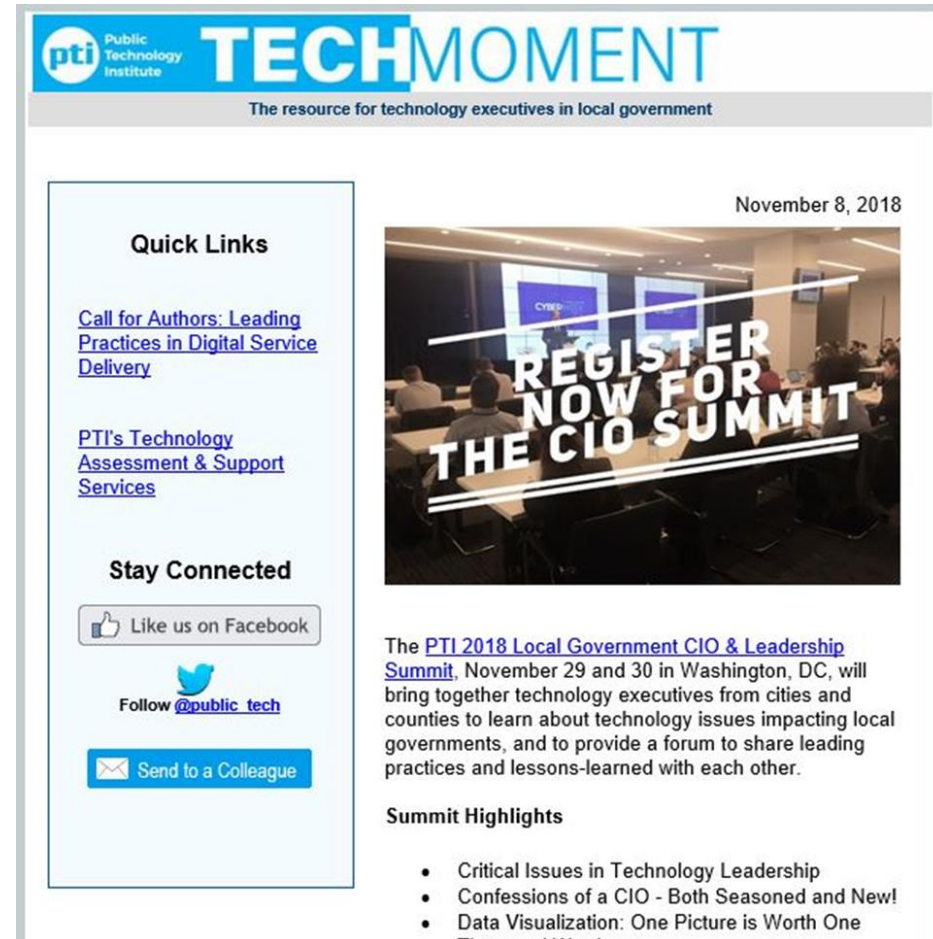 pti
Public
Technology
Institute
TECHMOMENT
The resource for technology executives in local government
Quick Links
Call for Authors: Leading
Practices in Digital Service
Delivery
PTI's Technology
Assessment & Support
Services
Stay Connected
Like us on Facebook
Follow @public_tech
Send to a Colleague
November 8, 2018
CYBER
REGISTER
NOW FOR
THE CIO SUMMIT
The PTI 2018 Local Government CIO & Leadership
Summit, November 29 and 30 in Washington, DC, will
bring together technology executives from cities and
counties to learn about technology issues impacting local
governments, and to provide a forum to share leading
practices and lessons-learned with each other.
Summit Highlights
• Critical Issues in Technology Leadership
• Confessions of a CIO - Both Seasoned and New!
• Data Visualization: One Picture is Worth One